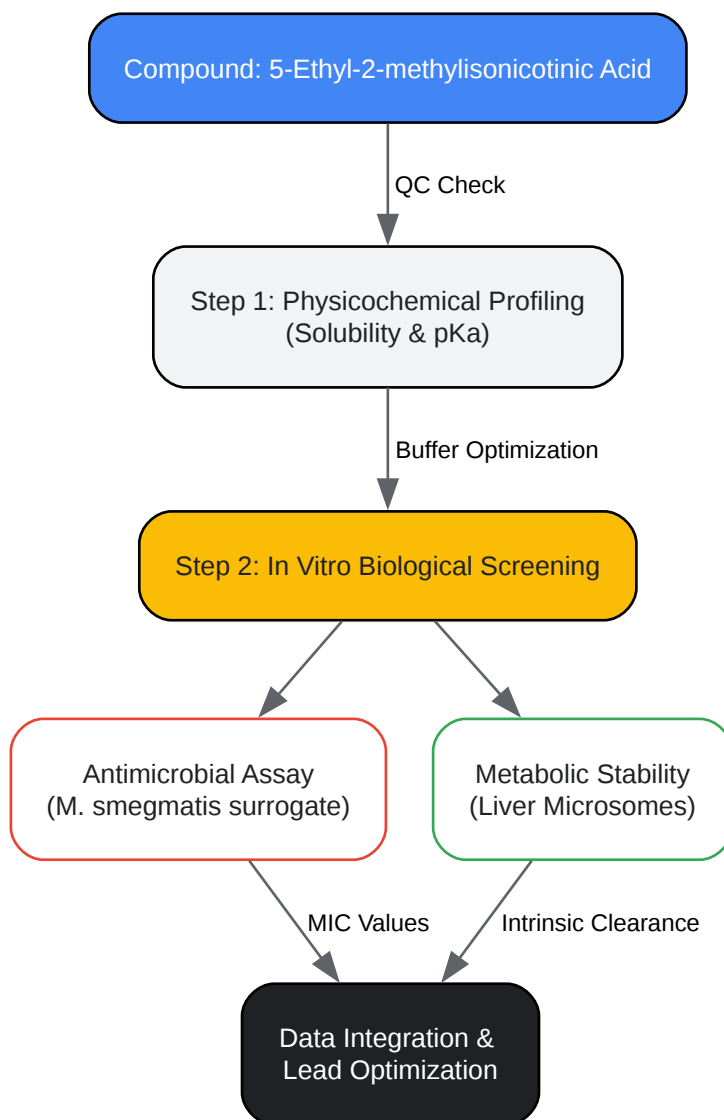 Compound: 5-Ethyl-2-methylisonicotinic Acid
QC Check
Step 1: Physicochemical Profiling
(Solubility & pKa)
Buffer Optimization
Step 2: In Vitro Biological Screening
Antimicrobial Assay
(M. smegmatis surrogate)
Metabolic Stability
(Liver Microsomes)
MIC Values
Intrinsic Clearance
Data Integration &
Lead Optimization